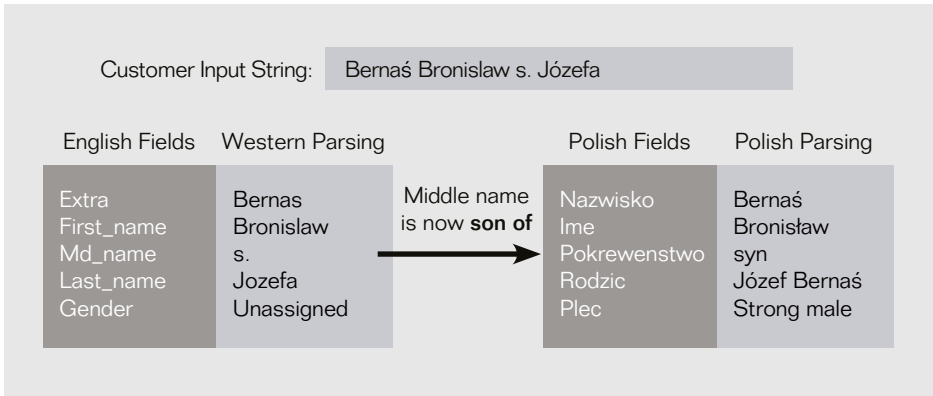 Customer Input String: Bernaś Bronislaw s. Józefa
English Fields Western Parsing
Extra Bernas
First_name Bronislaw
Md_name s.
Last_name Jozefa
Gender Unassigned
Middle name
is now son of
Polish Fields Polish Parsing
Nazwisko Bernaś
Ime Bronisław
Pokrewenstwo syn
Rodzic Józef Bernaś
Plec Strong male